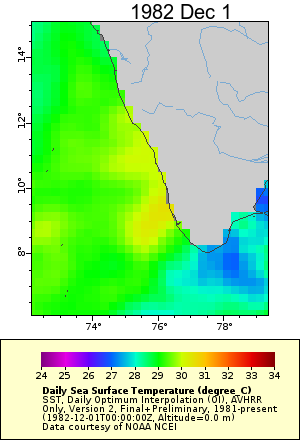 1982 Dec 1
14°
12°
10°
8°
74°
76°
78°
24 25 26 27 28 29 30 31 32 33 34
Daily Sea Surface Temperature (degree_C)
SST, Daily Optimum Interpolation (OI), AVHRR
Only, Version 2, Final+Preliminary, 1981-present
(1982-12-01T00:00:00Z, Altitude=0.0 m)
Data courtesy of NOAA NCEI